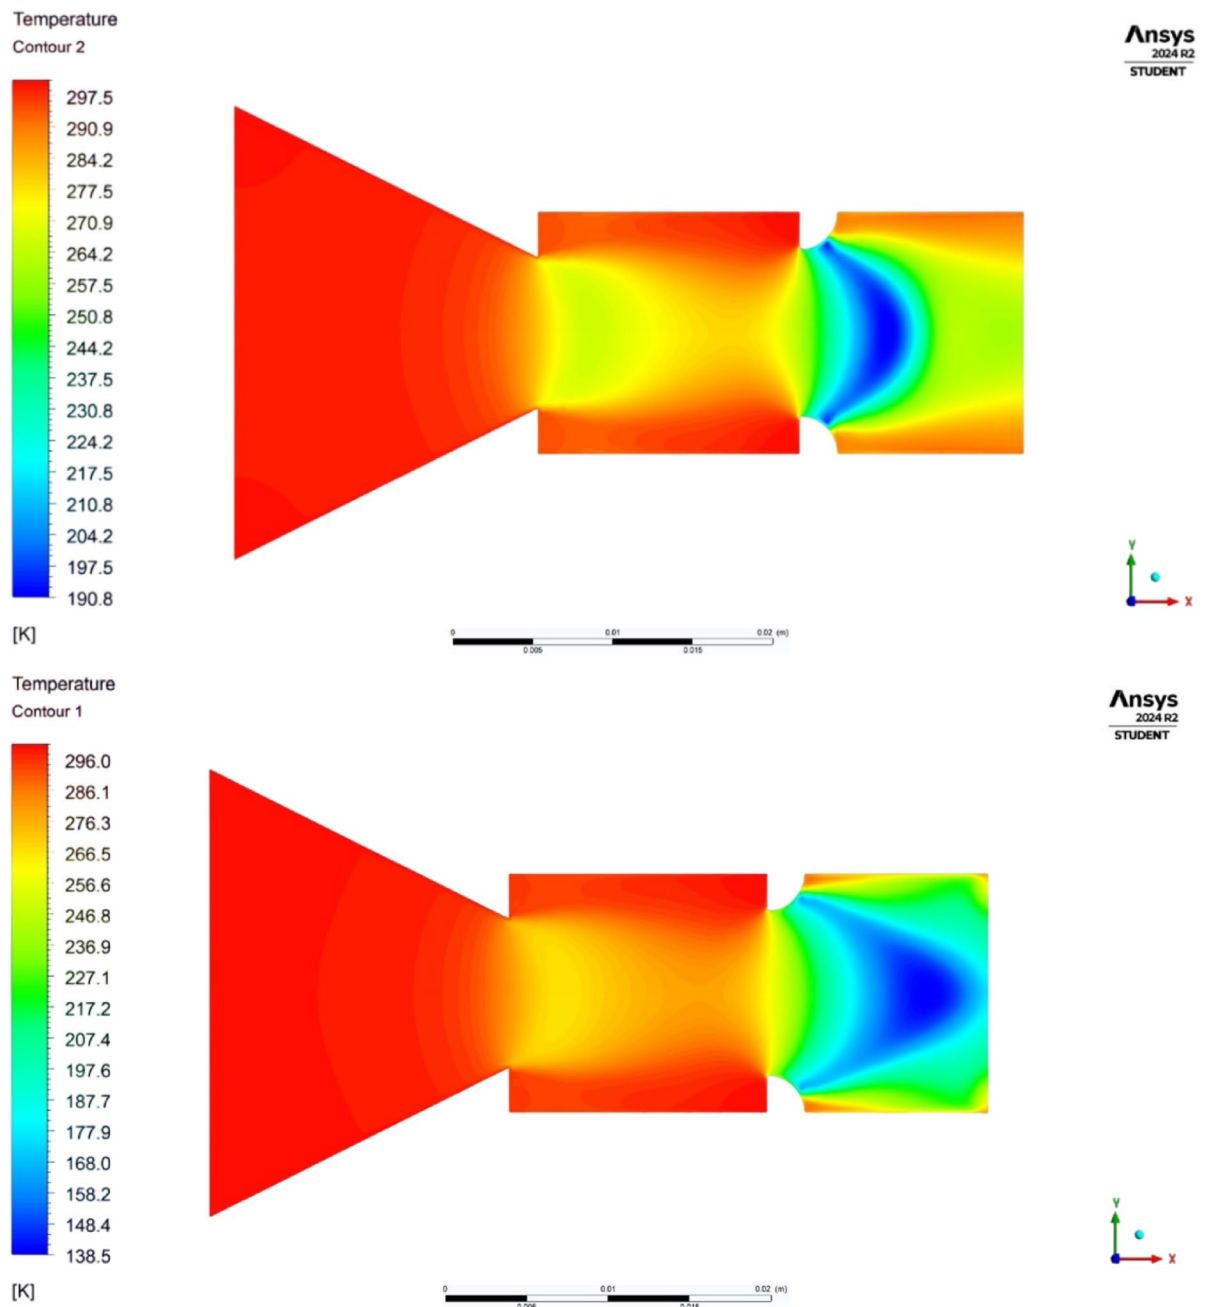 Temperature
Contour 2
Ansys
2024 R2
STUDENT
297.5
290.9
284.2
277.5
270.9
264.2
257.5
250.8
244.2
237.5
230.8
224.2
217.5
210.8
204.2
197.5
190.8
[K]
Y
X
0 0.01 0.02 (m)
0.005 0.015
Temperature
Contour 1
Ansys
2024 R2
STUDENT
296.0
286.1
276.3
266.5
256.6
246.8
236.9
227.1
217.2
207.4
197.6
187.7
177.9
168.0
158.2
148.4
138.5
[K]
Y
X
0 0.01 0.02 (m)
0.005 0.015